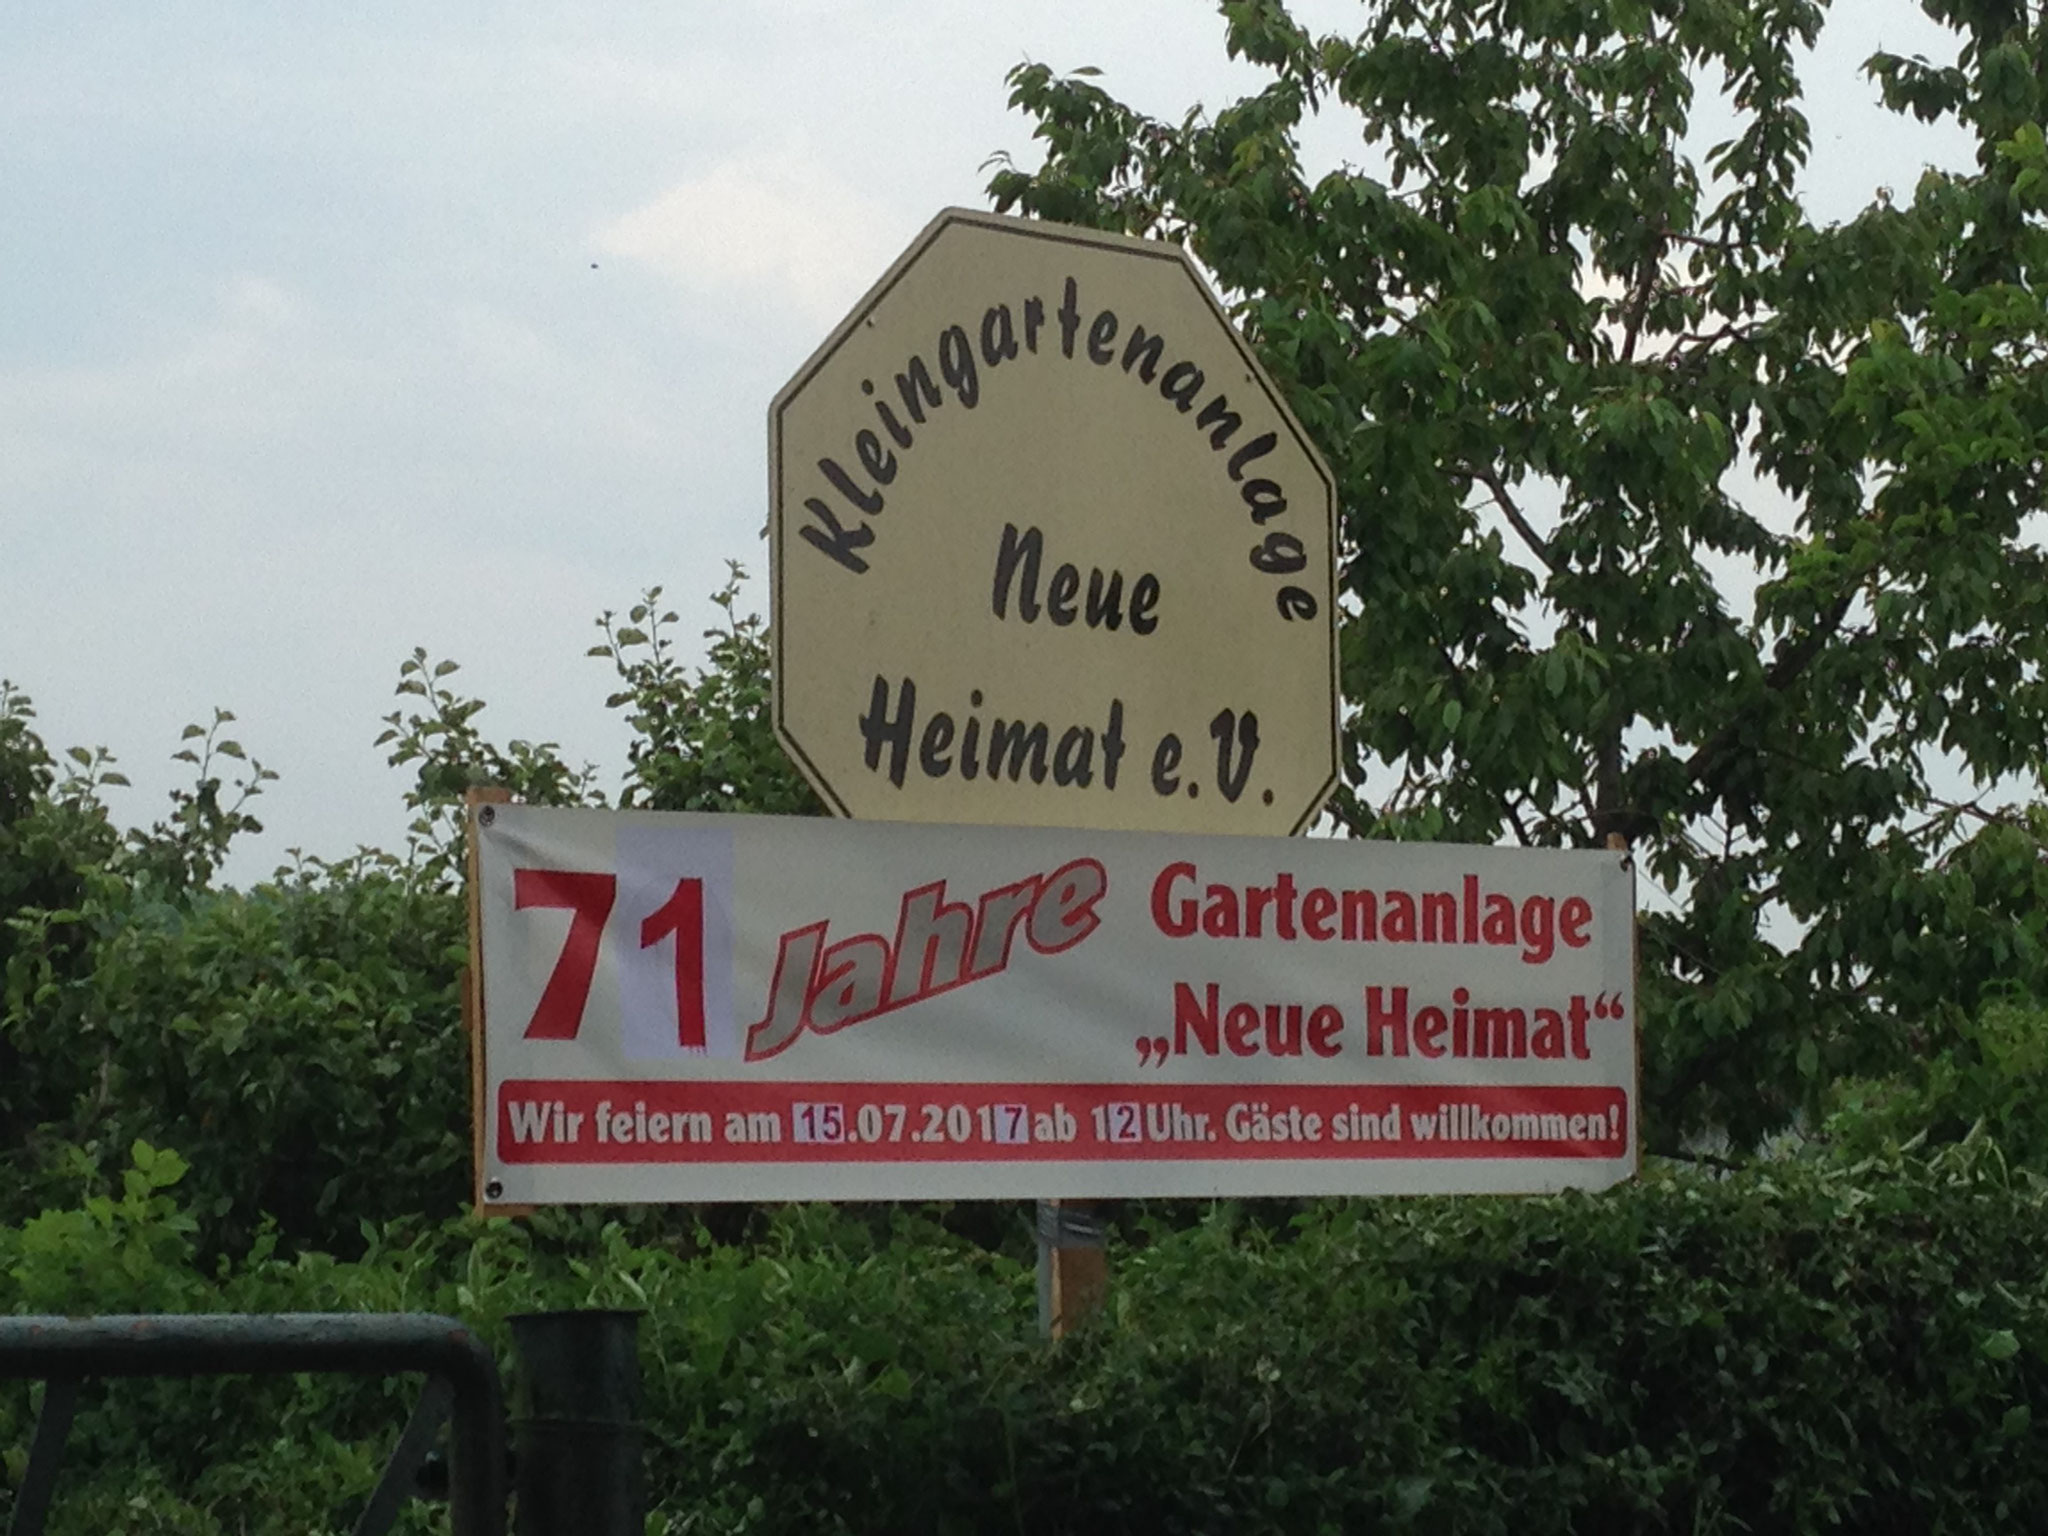 Kleingartenanlage
Neue
Heimat e.V.
71 Jahre Gartenanlage
„Neue Heimat“
Wir feiern am 15.07.2017 ab 12 Uhr. Gäste sind willkommen!